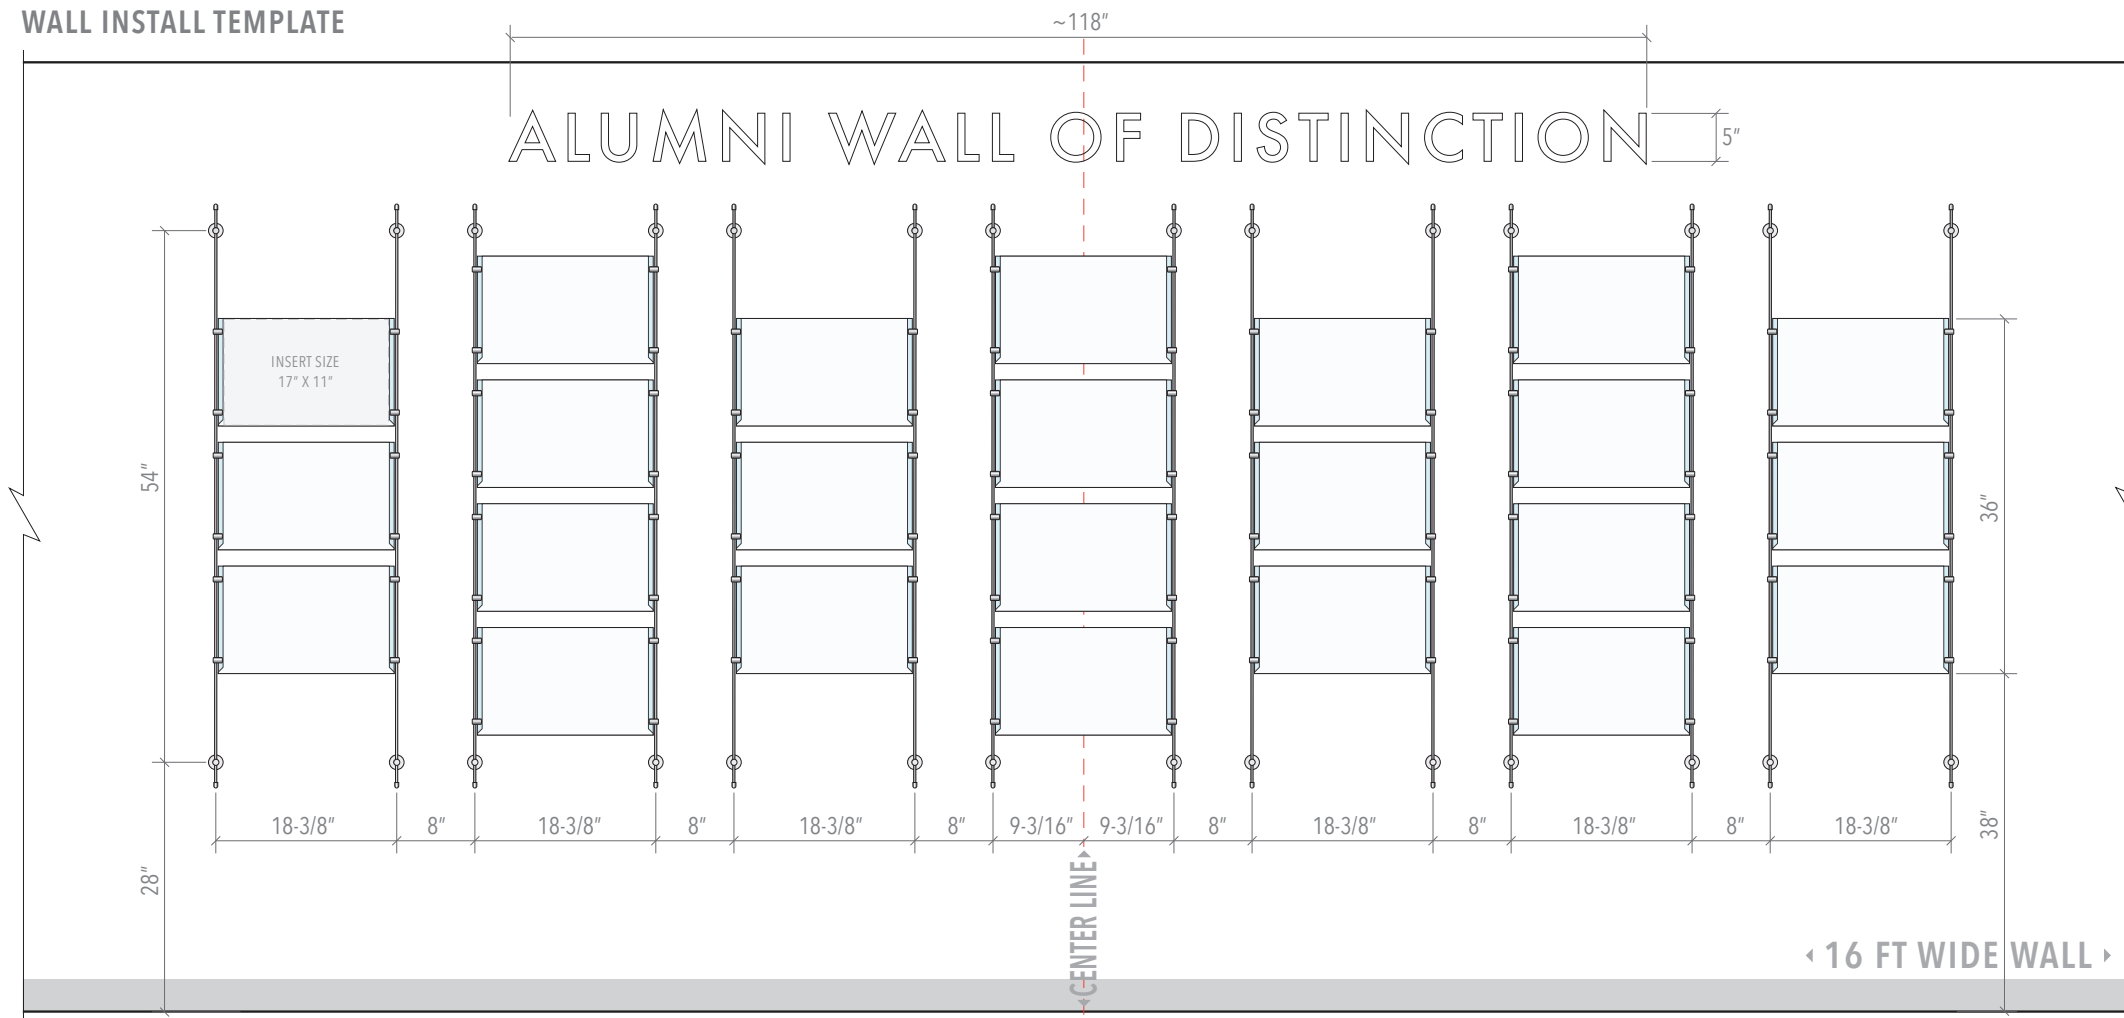 WALL INSTALL TEMPLATE
~118"
ALUMNI WALL OF DISTINCTION
5"
INSERT SIZE
17" X 11"
54"
36"
18-3/8" 8" 18-3/8" 8" 18-3/8" 8" 9-3/16" 9-3/16" 8" 18-3/8" 8" 18-3/8" 8" 18-3/8"
38"
28"
CENTER LINE
16 FT WIDE WALL